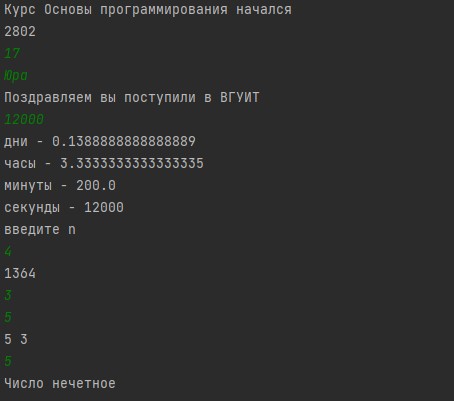 Курс Основы программирования начался
2802
17
Юра
Поздравляем вы поступили в ВГУИТ
12000
дни - 0.1388888888888889
часы - 3.3333333333333335
минуты - 200.0
секунды - 12000
введите n
4
1364
3
5
5 3
5
Число нечетное